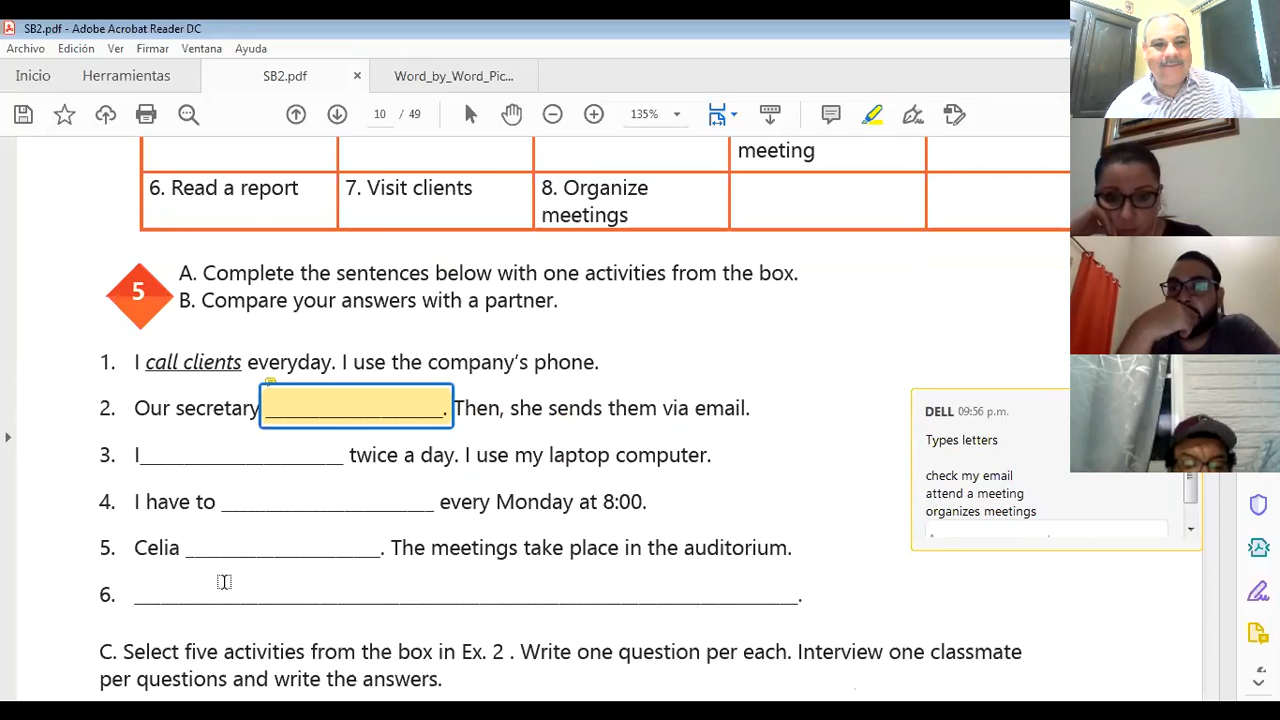 SB2.pdf - Adobe Acrobat Reader DC
Archivo Edición Ver Firmar Ventana Ayuda
Inicio Herramientas SB2.pdf × Word_by_Word_Pic...
/ 49 135%
meeting
6. Read a report 7. Visit clients 8. Organize
meetings
5
A. Complete the sentences below with one activities from the box.
B. Compare your answers with a partner.
1. I call clients everyday. I use the company's phone.
2. Our secretary ___________________. Then, she sends them via email.
3. I____________________ twice a day. I use my laptop computer.
4. I have to _____________________ every Monday at 8:00.
5. Celia ___________________. The meetings take place in the auditorium.
6. __________________________________________________________________.
C. Select five activities from the box in Ex. 2 . Write one question per each. Interview one classmate
per questions and write the answers.
DELL 09:56 p.m.
Types letters
check my email
attend a meeting
organizes meetings